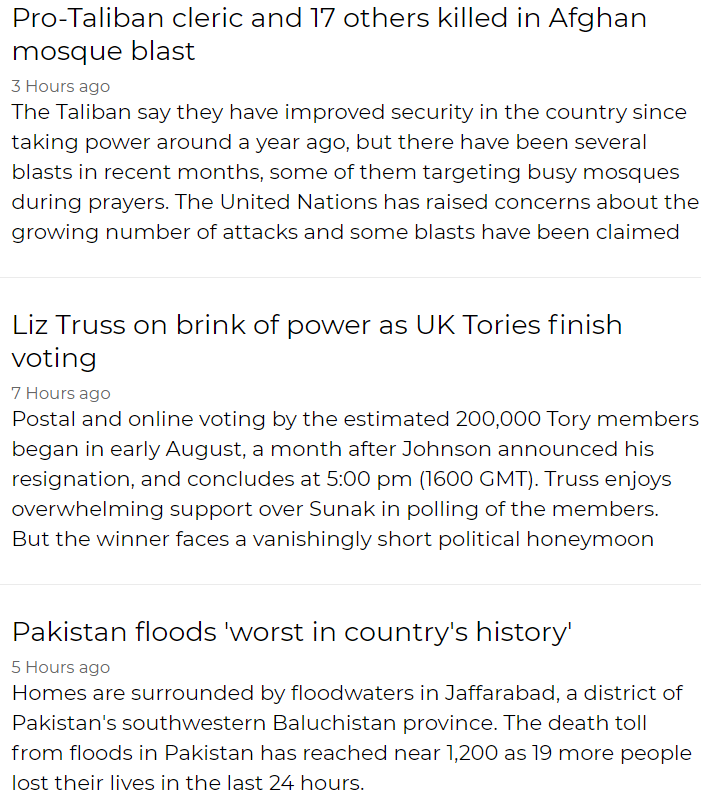 Pro-Taliban cleric and 17 others killed in Afghan
mosque blast
3 Hours ago
The Taliban say they have improved security in the country since
taking power around a year ago, but there have been several
blasts in recent months, some of them targeting busy mosques
during prayers. The United Nations has raised concerns about the
growing number of attacks and some blasts have been claimed
Liz Truss on brink of power as UK Tories finish
voting
7 Hours ago
Postal and online voting by the estimated 200,000 Tory members
began in early August, a month after Johnson announced his
resignation, and concludes at 5:00 pm (1600 GMT). Truss enjoys
overwhelming support over Sunak in polling of the members.
But the winner faces a vanishingly short political honeymoon
Pakistan floods 'worst in country's history'
5 Hours ago
Homes are surrounded by floodwaters in Jaffarabad, a district of
Pakistan's southwestern Baluchistan province. The death toll
from floods in Pakistan has reached near 1,200 as 19 more people
lost their lives in the last 24 hours.